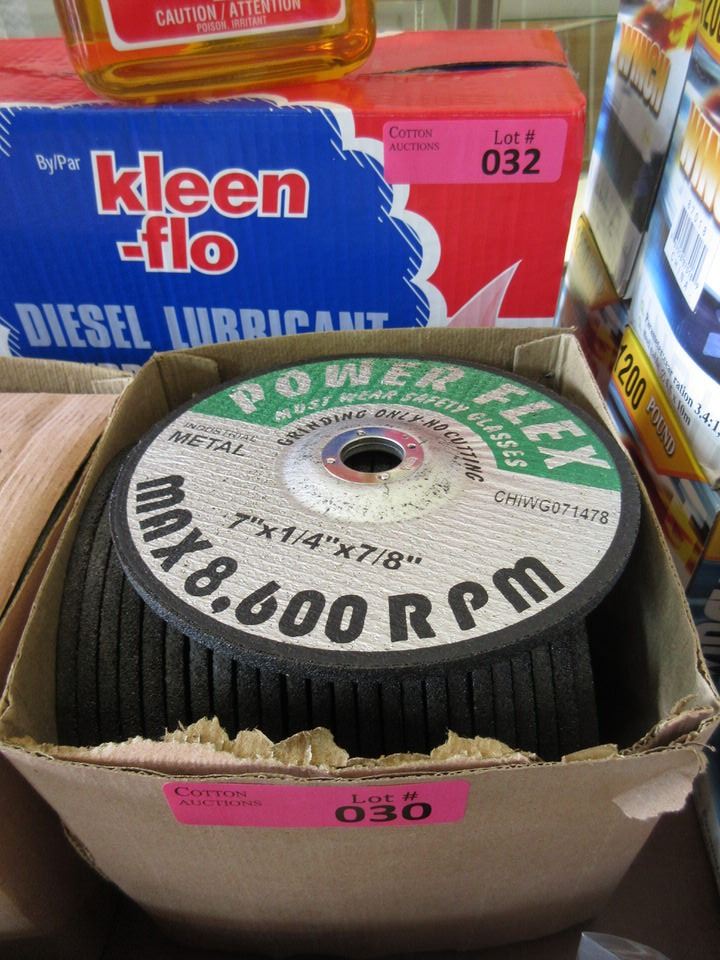 CAUTION / ATTENTION
POISON, IRRITANT
COTTON
AUCTIONS
Lot #
032
By/Par
kleen
-flo
DIESEL LUBRICANT
WINCH
1200
POUND
POWER FLEX
MUST WEAR SAFETY GLASSES
GRINDING ONLY-NO CUTTING
INDUSTRIAL
METAL
CHIWG071478
7"x1/4"x7/8"
MAX 8,600 RPM
COTTON
AUCTIONS
Lot #
030